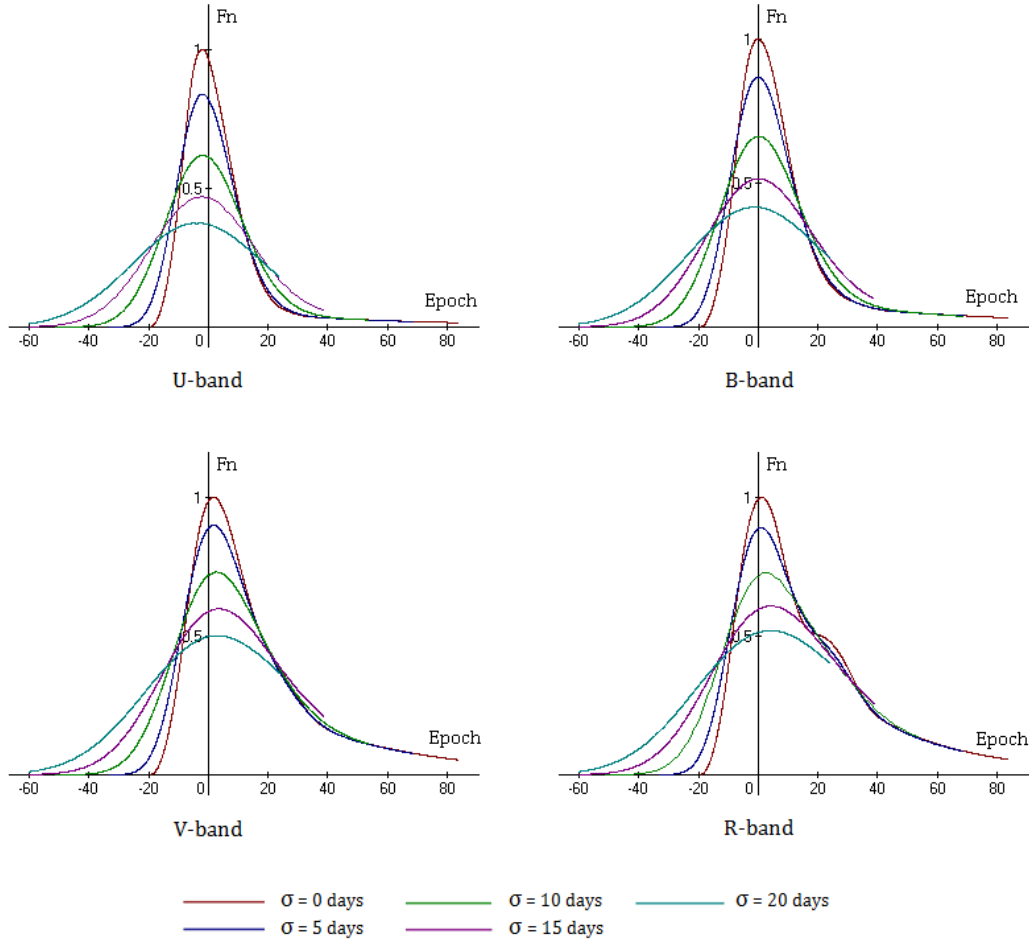 Fn
1
0.5
Epoch
-60 -40 -20 0 20 40 60 80
U-band
Fn
1
0.5
Epoch
-60 -40 -20 0 20 40 60 80
B-band
Fn
1
0.5
Epoch
-60 -40 -20 0 20 40 60 80
V-band
Fn
1
0.5
Epoch
-60 -40 -20 0 20 40 60 80
R-band
σ = 0 days σ = 10 days σ = 20 days
σ = 5 days σ = 15 days